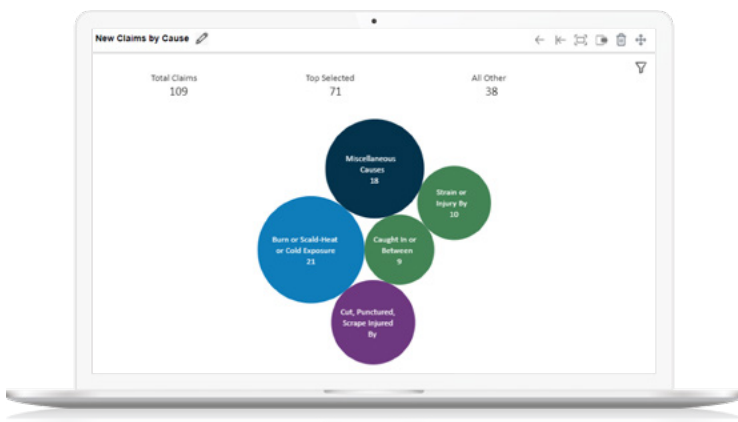 New Claims by Cause
Total Claims
Top Selected
All Other
109
71
38
Miscellaneous
Causes
18
Strain or
Injury By
10
Burn or Scald-Heat
or Cold Exposure
21
Caught In or
Between
9
Cut, Punctured,
Scrape Injured
By